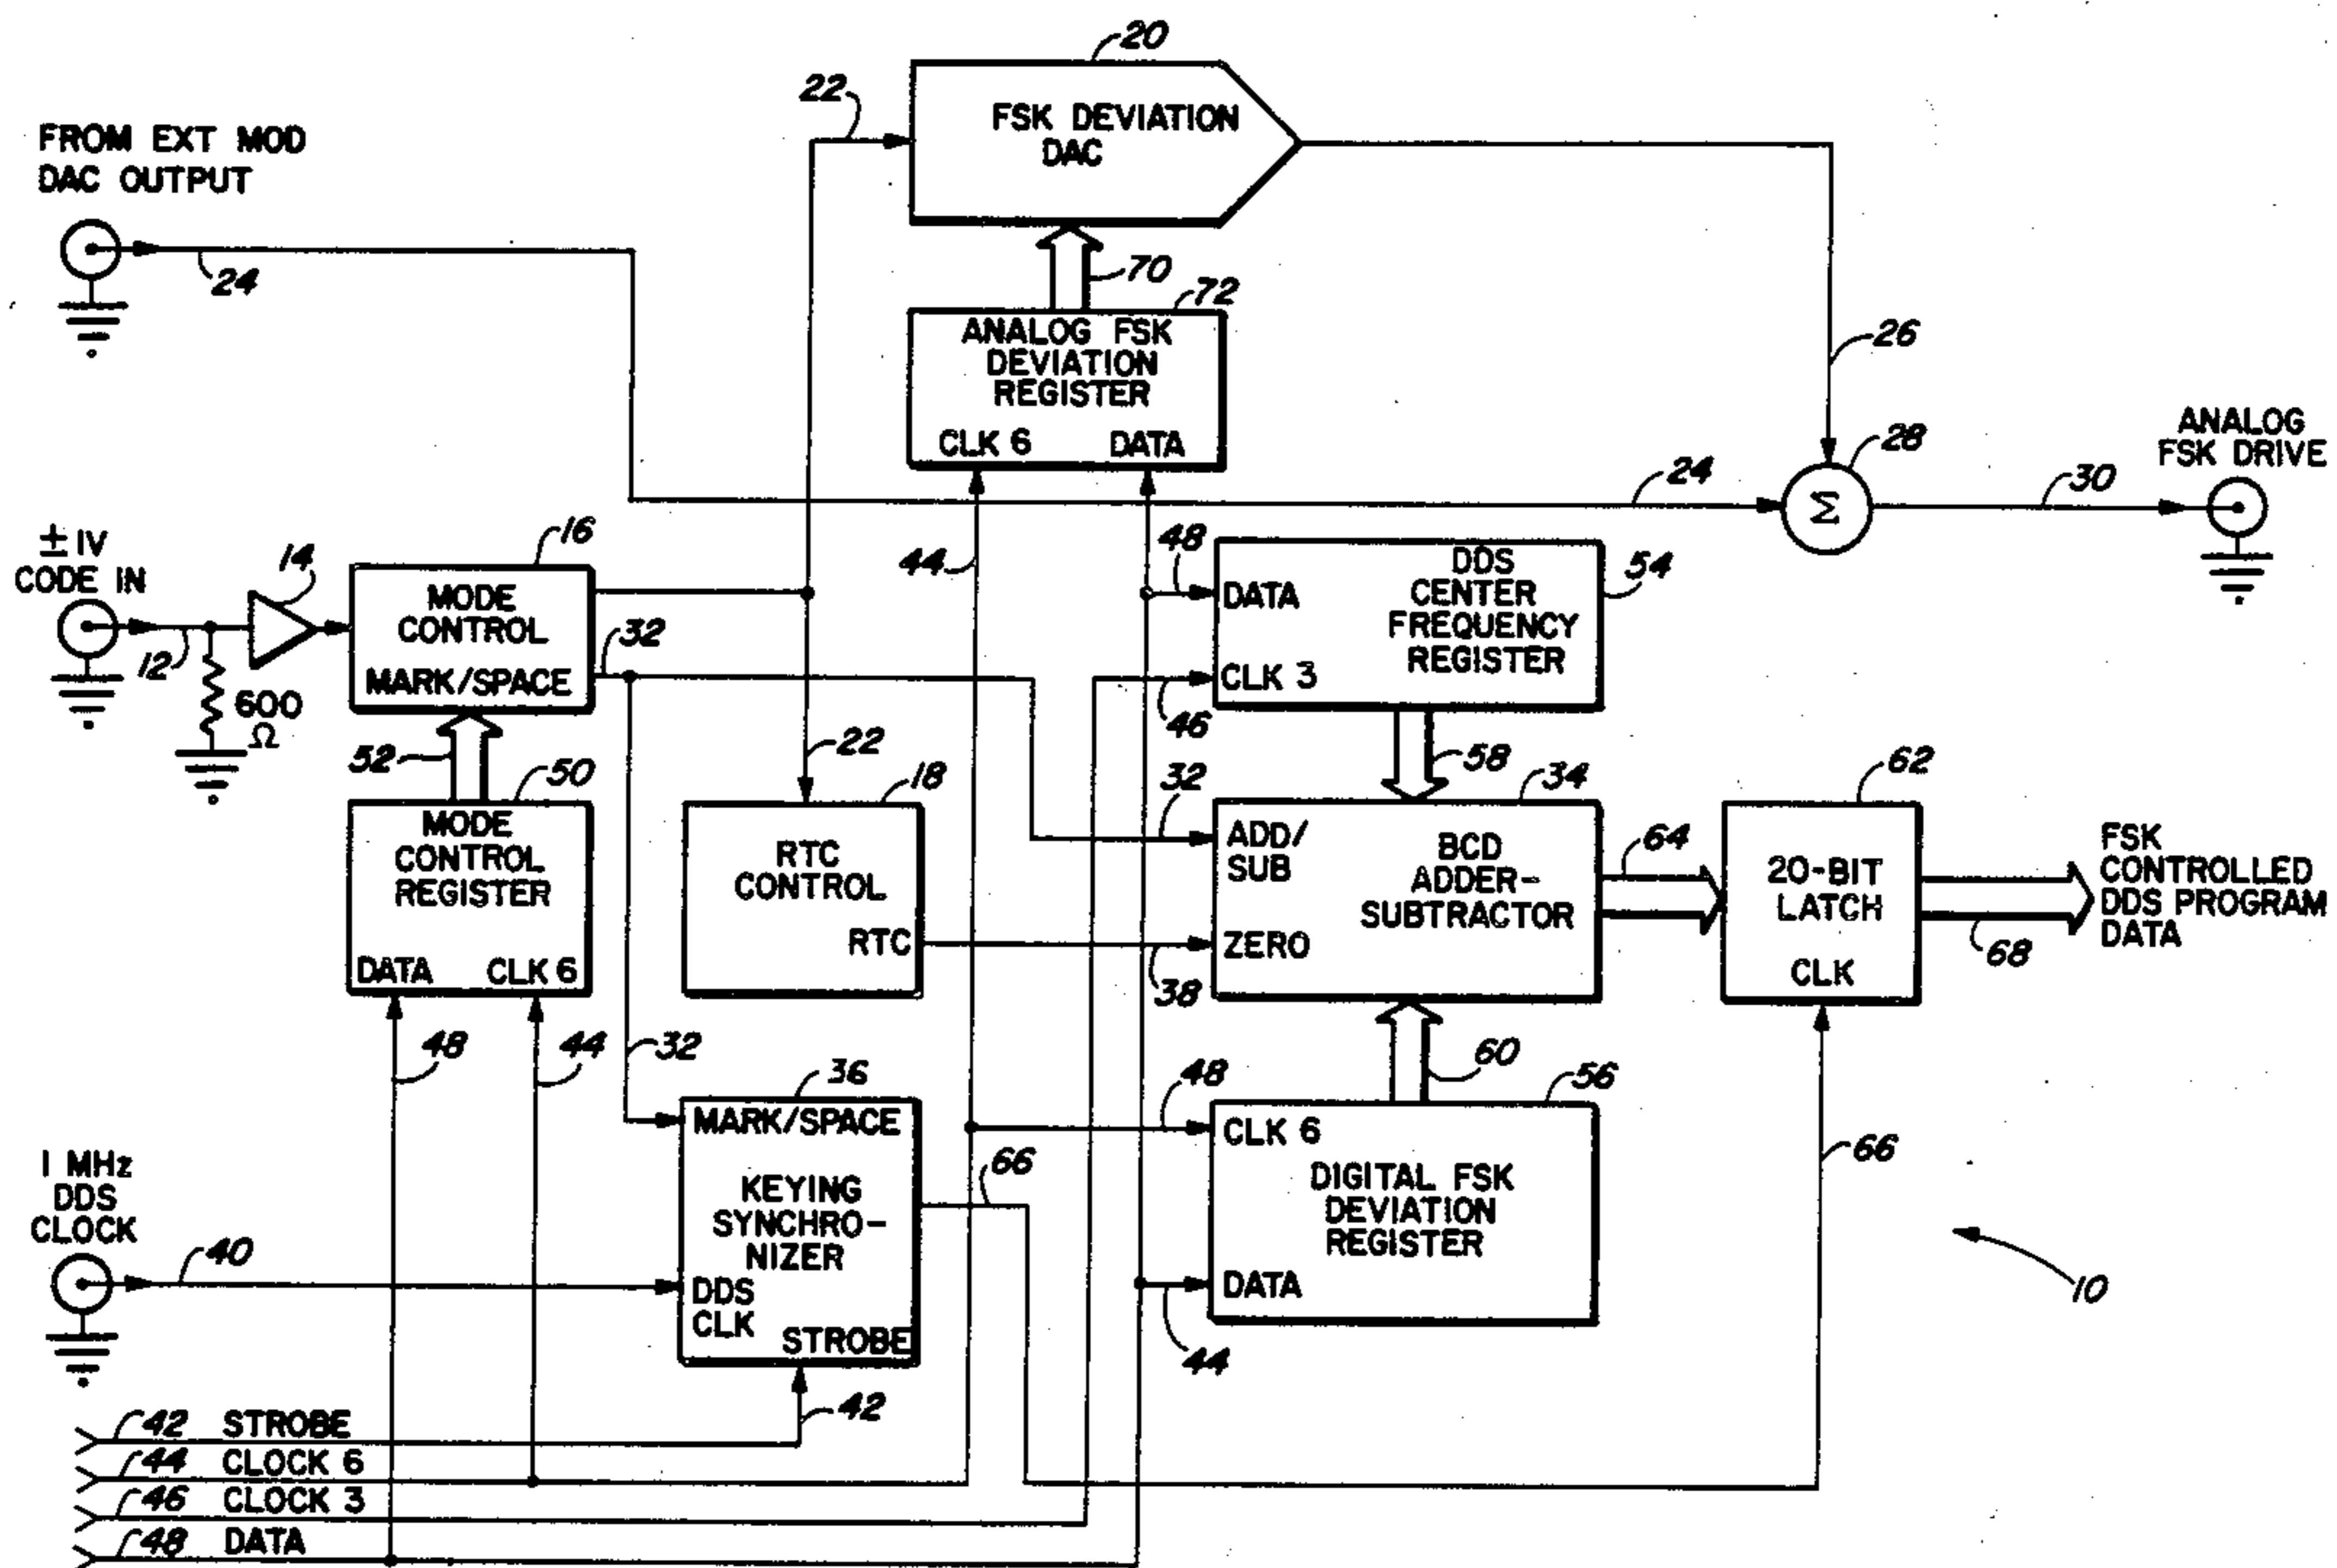 20
22
FSK DEVIATION
DAC
FROM EXT MOD
DAC OUTPUT
24
70
72
ANALOG FSK
DEVIATION
REGISTER
CLK 6 DATA
26
ANALOG
FSK DRIVE
28
24
30
Σ
± 1V
CODE IN
14
16
MODE
CONTROL
MARK/SPACE
32
12
600
Ω
44
48
DATA
DDS
CENTER
FREQUENCY
REGISTER
CLK 3
54
46
52
50
22
18
58
32
34
62
MODE
CONTROL
REGISTER
DATA CLK 6
RTC
CONTROL
RTC
ADD/
SUB
BCD
ADDER-
SUBTRACTOR
ZERO
38
64
20-BIT
LATCH
CLK
FSK
CONTROLLED
DDS PROGRAM
DATA
68
48
44
32
36
60
48
56
MARK/SPACE
KEYING
SYNCHRO-
NIZER
DDS
CLK
STROBE
66
CLK 6
DIGITAL FSK
DEVIATION
REGISTER
DATA
44
66
10
1 MHz
DDS
CLOCK
40
42
42 STROBE
44 CLOCK 6
46 CLOCK 3
48 DATA